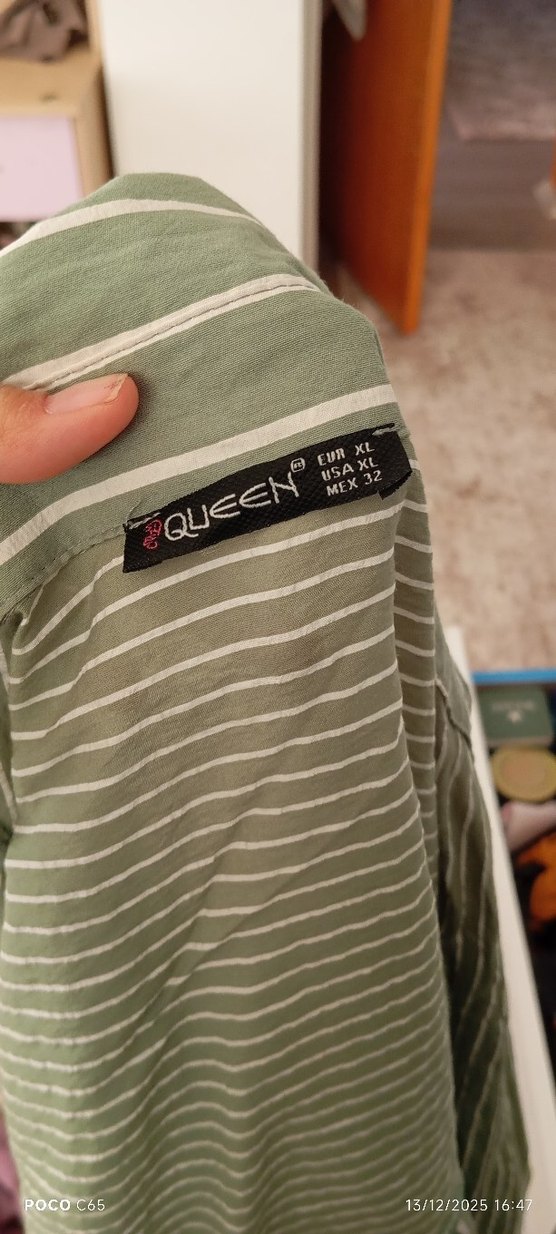 QUEEN
EUR XL
USA XL
MEX 32
POCO C65
13/12/2025 16:47